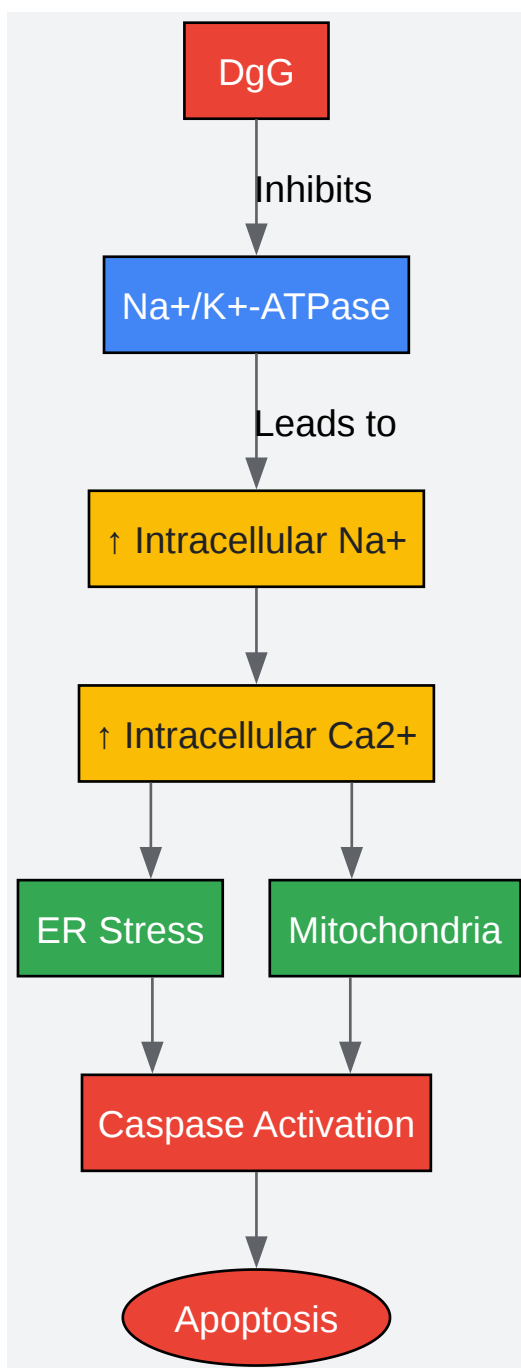 DgG
Inhibits
Na+/K+-ATPase
Leads to
↑ Intracellular Na+
↑ Intracellular Ca2+
ER Stress
Mitochondria
Caspase Activation
Apoptosis